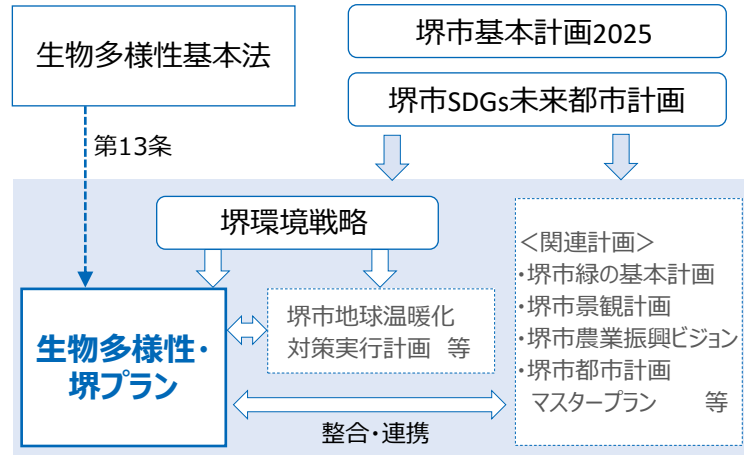 生物多様性基本法
堺市基本計画2025
堺市SDGs未来都市計画
第13条
堺環境戦略
<関連計画>
・堺市緑の基本計画
・堺市景観計画
・堺市農業振興ビジョン
・堺市都市計画
マスタープラン 等
生物多様性・
堺プラン
堺市地球温暖化
対策実行計画 等
整合・連携